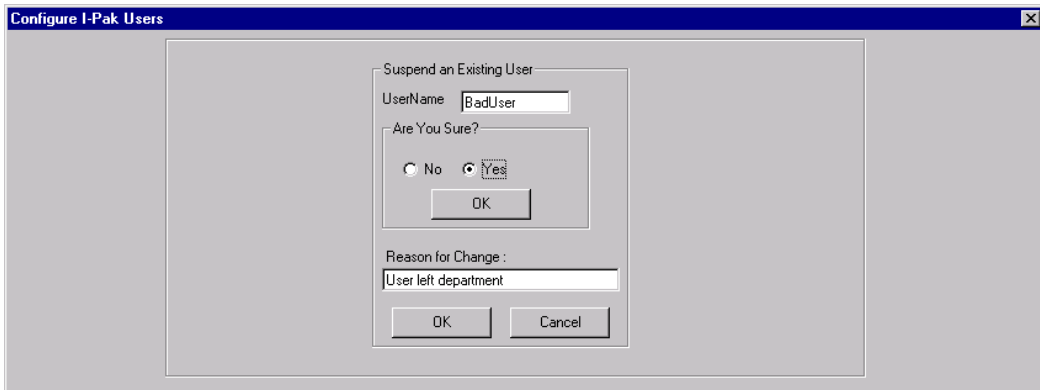 Configure I-Pak Users
Suspend an Existing User
UserName BadUser
Are You Sure?
No Yes
OK
Reason for Change :
User left department
OK Cancel